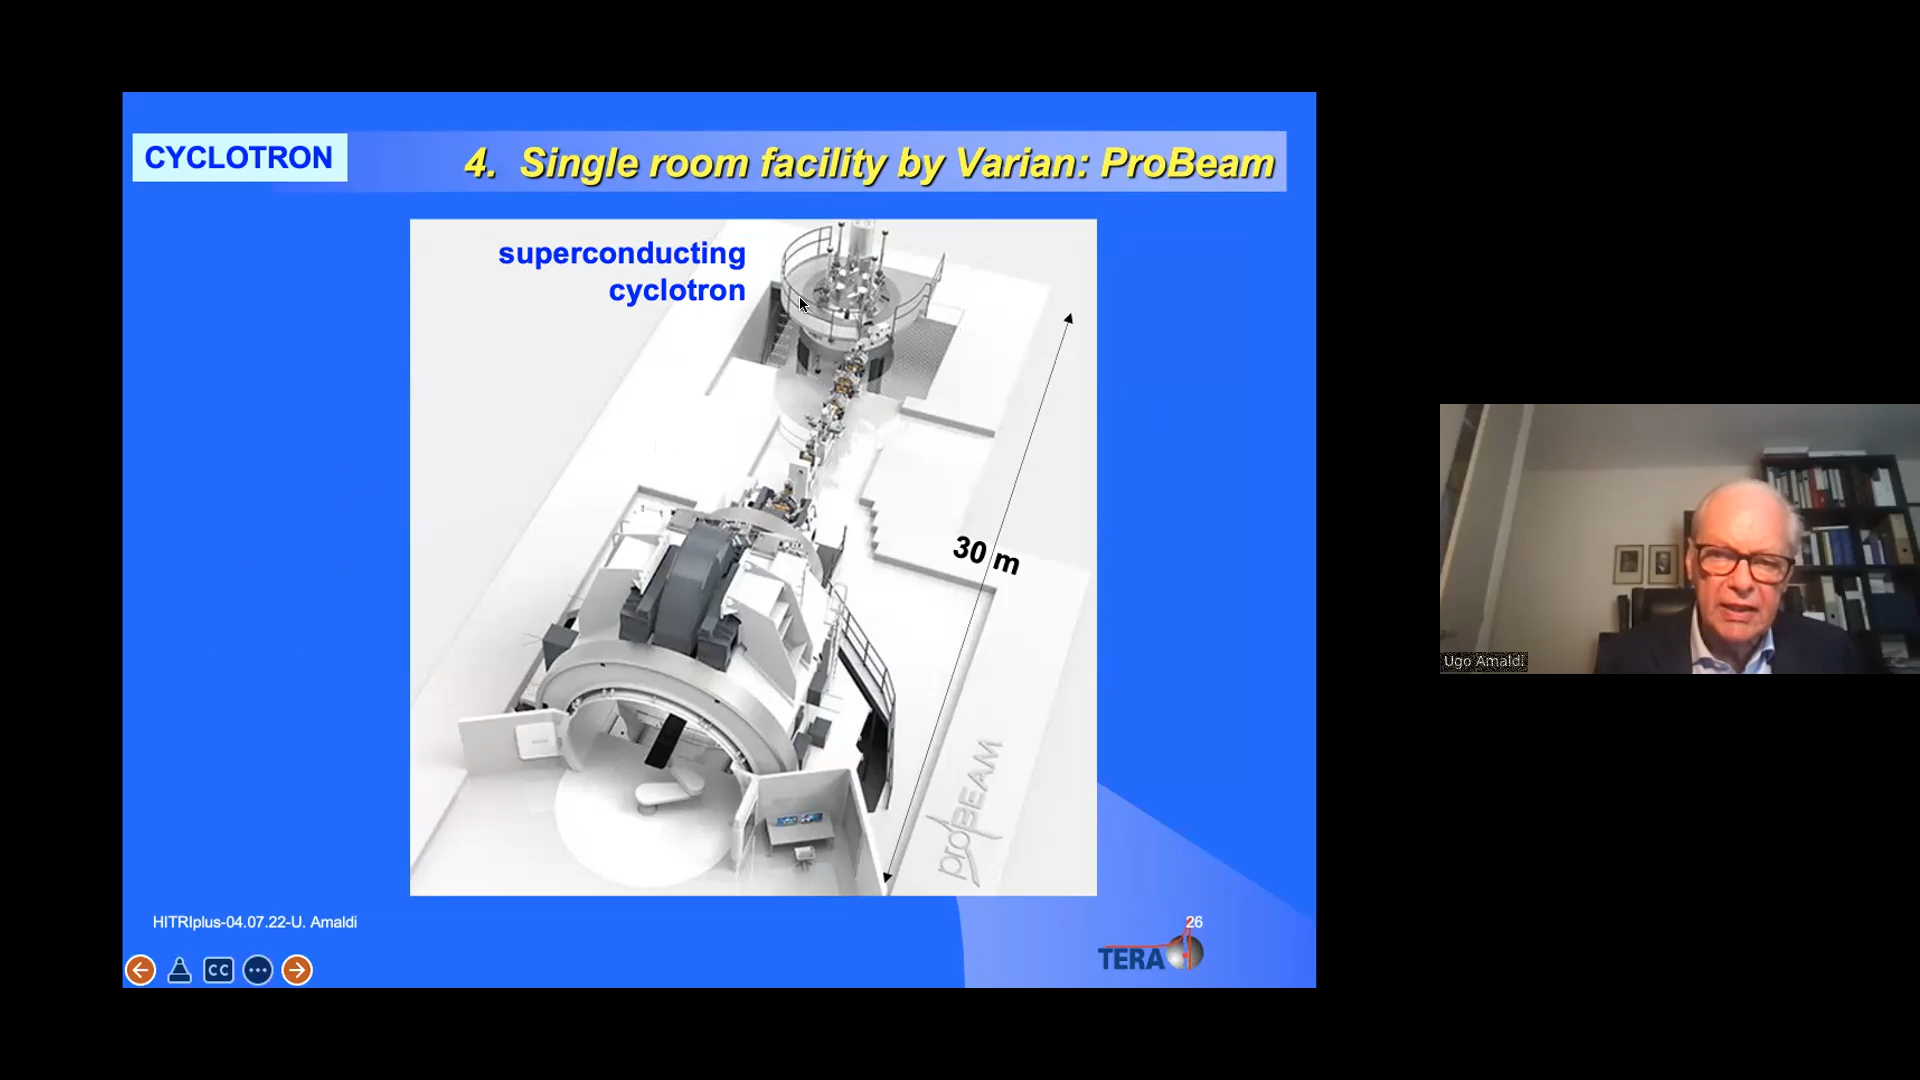 CYCLOTRON
4. Single room facility by Varian: ProBeam
superconducting
cyclotron
30 m
proBEAM
HITRIplus-04.07.22-U. Amaldi
26
TERA
CC
Ugo Amaldi